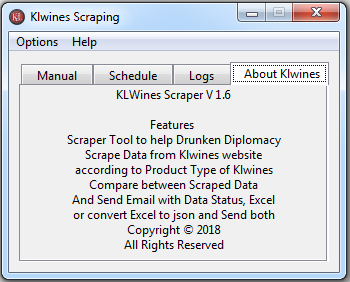 KL Klwines Scraping
Options Help
Manual Schedule Logs About Klwines
KLWines Scraper V 1.6
Features
Scraper Tool to help Drunken Diplomacy
Scrape Data from Klwines website
according to Product Type of Klwines
Compare between Scraped Data
And Send Email with Data Status, Excel
or convert Excel to json and Send both
Copyright © 2018
All Rights Reserved